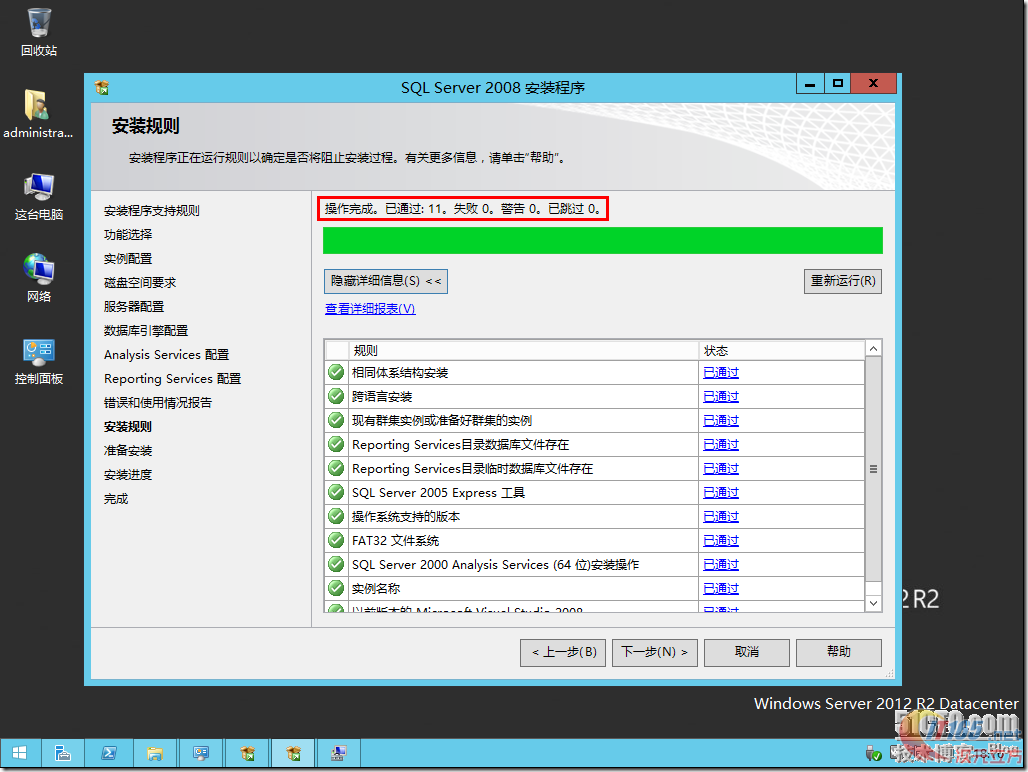 回收站
administra...
这台电脑
网络
控制面板
SQL Server 2008 安装程序
安装规则
安装程序正在运行规则以确定是否将阻止安装过程。有关更多信息，请单击“帮助”。
安装程序支持规则
功能选择
实例配置
磁盘空间要求
服务器配置
数据库引擎配置
Analysis Services 配置
Reporting Services 配置
错误和使用情况报告
安装规则
准备安装
安装进度
完成
操作完成。已通过: 11。失败 0。警告 0。已跳过 0。
隐藏详细信息(S) <<
重新运行(R)
查看详细报表(V)
规则 状态
相同体系结构安装 已通过
跨语言安装 已通过
现有群集实例或准备好群集的实例 已通过
Reporting Services目录数据库文件存在 已通过
Reporting Services目录临时数据库文件存在 已通过
SQL Server 2005 Express 工具 已通过
操作系统支持的版本 已通过
FAT32 文件系统 已通过
SQL Server 2000 Analysis Services (64 位)安装操作 已通过
实例名称 已通过
以前版本的 Microsoft Visual Studio 2008 已通过
< 上一步(B)
下一步(N) >
取消
帮助
2 R2
Windows Server 2012 R2 Datacenter
51CTO.com
技术博客 Blog